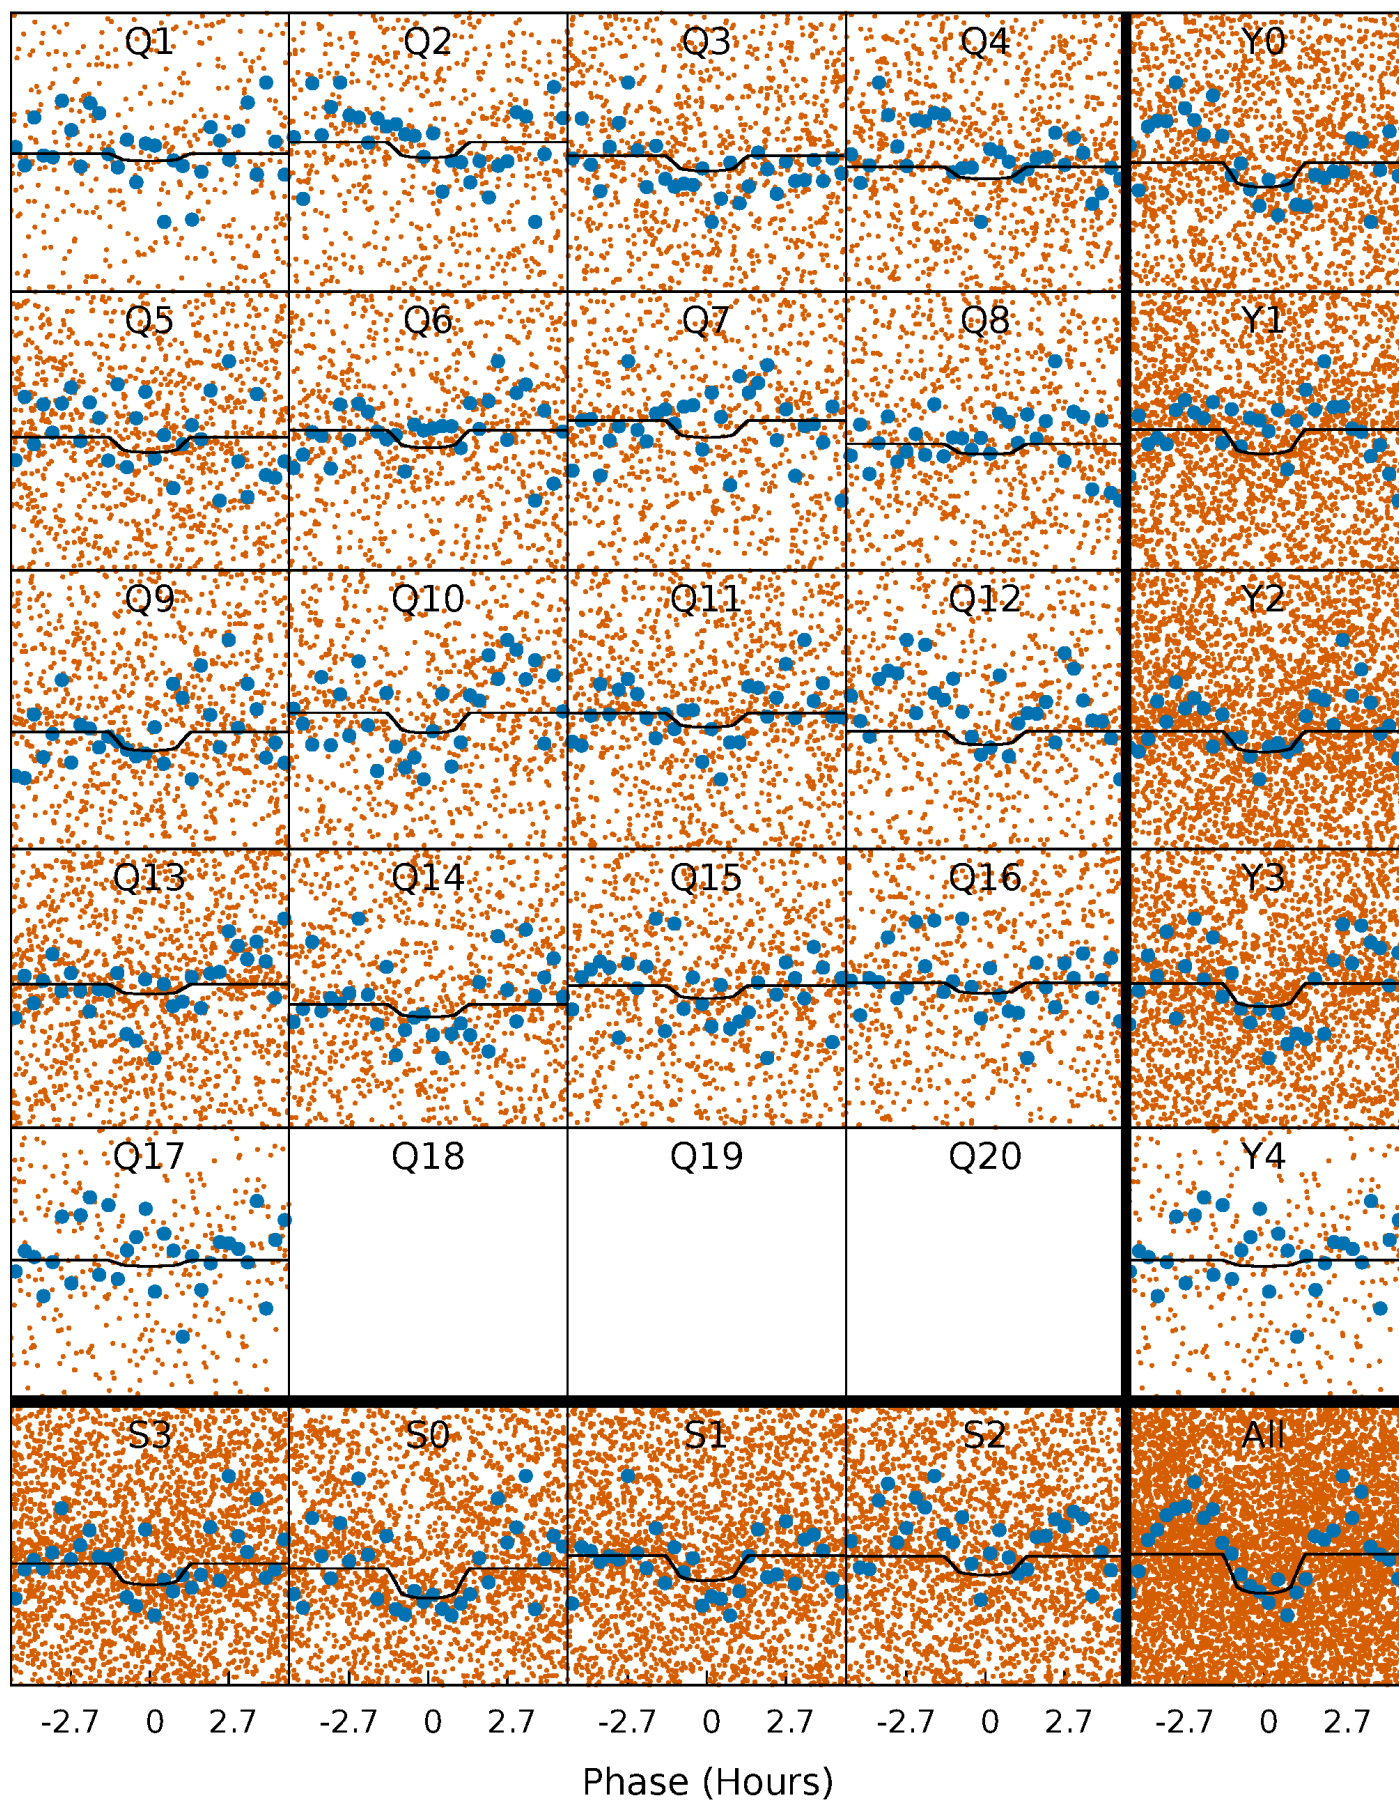 Q1 Q2 Q3 Q4 Y0
Q5 Q6 Q7 Q8 Y1
Q9 Q10 Q11 Q12 Y2
Q13 Q14 Q15 Q16 Y3
Q17 Q18 Q19 Q20 Y4
S3 S0 S1 S2 All
-2.7 0 2.7 -2.7 0 2.7 -2.7 0 2.7 -2.7 0 2.7 -2.7 0 2.7
Phase (Hours)